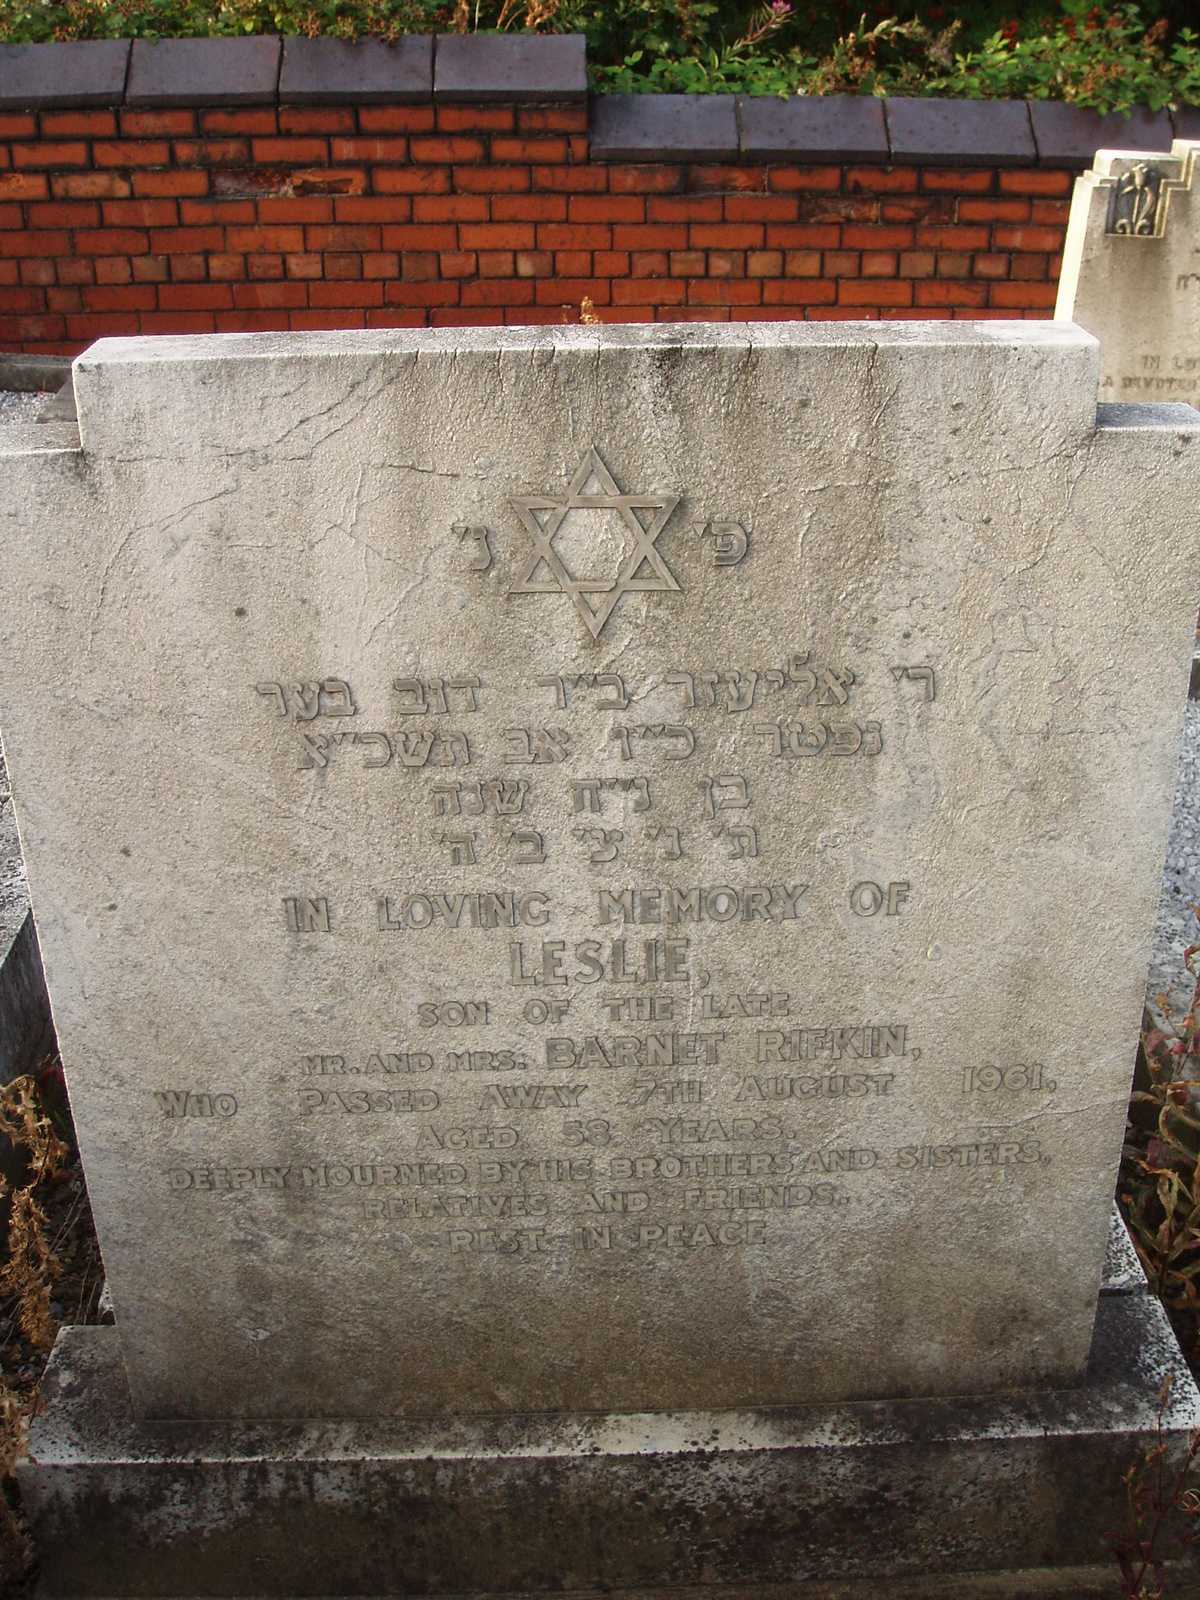 פ' נ'
ר' אליעזר ב"ר דוב בער
נפטר כ"ו אב תשכ"א
בן נ"ח שנה
ת' נ' צ' ב' ה'
IN LOVING MEMORY OF
LESLIE,
SON OF THE LATE
MR. AND MRS. BARNET RIFKIN,
WHO PASSED AWAY 7TH AUGUST 1961,
AGED 58 YEARS.
DEEPLY MOURNED BY HIS BROTHERS AND SISTERS,
RELATIVES AND FRIENDS.
REST IN PEACE
IN
A